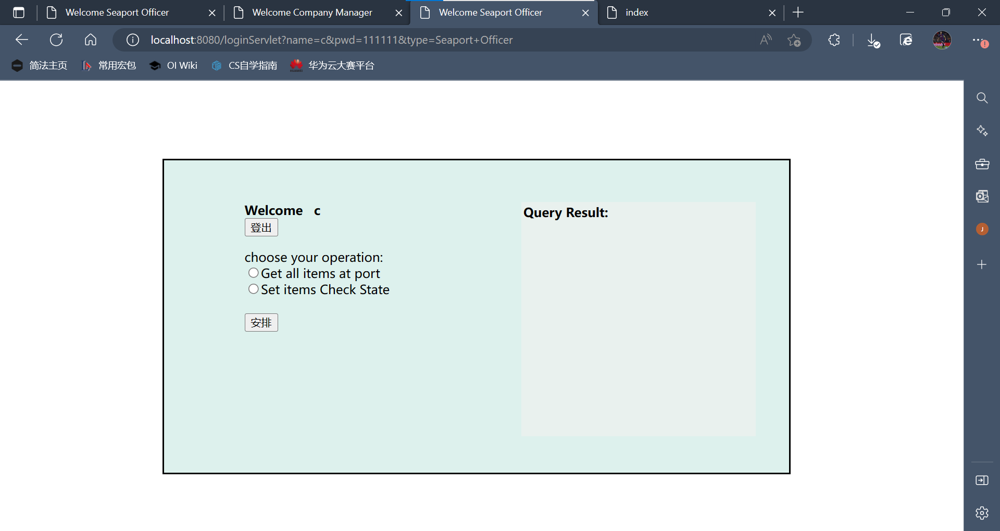 Welcome Seaport Officer
Welcome Company Manager
Welcome Seaport Officer
index
localhost:8080/loginServlet?name=c&pwd=111111&type=Seaport+Officer
简法主页
常用宏包
OI Wiki
CS自学指南
华为云大赛平台
Welcome c
登出
choose your operation:
Get all items at port
Set items Check State
安排
Query Result:
J